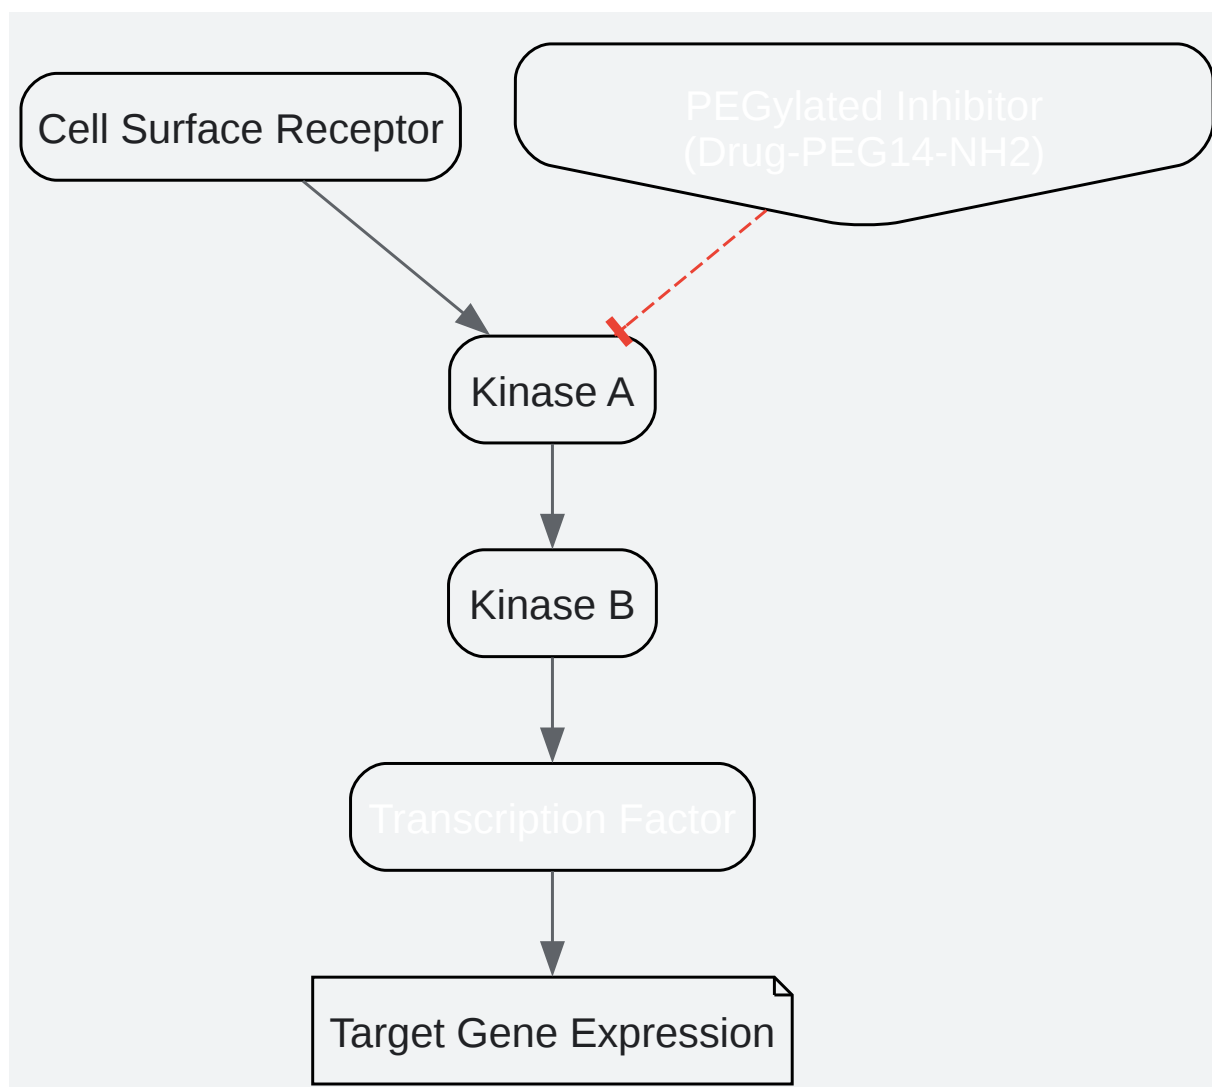 Cell Surface Receptor
PEGylated Inhibitor
(Drug-PEG14-NH2)
Kinase A
Kinase B
Transcription Factor
Target Gene Expression